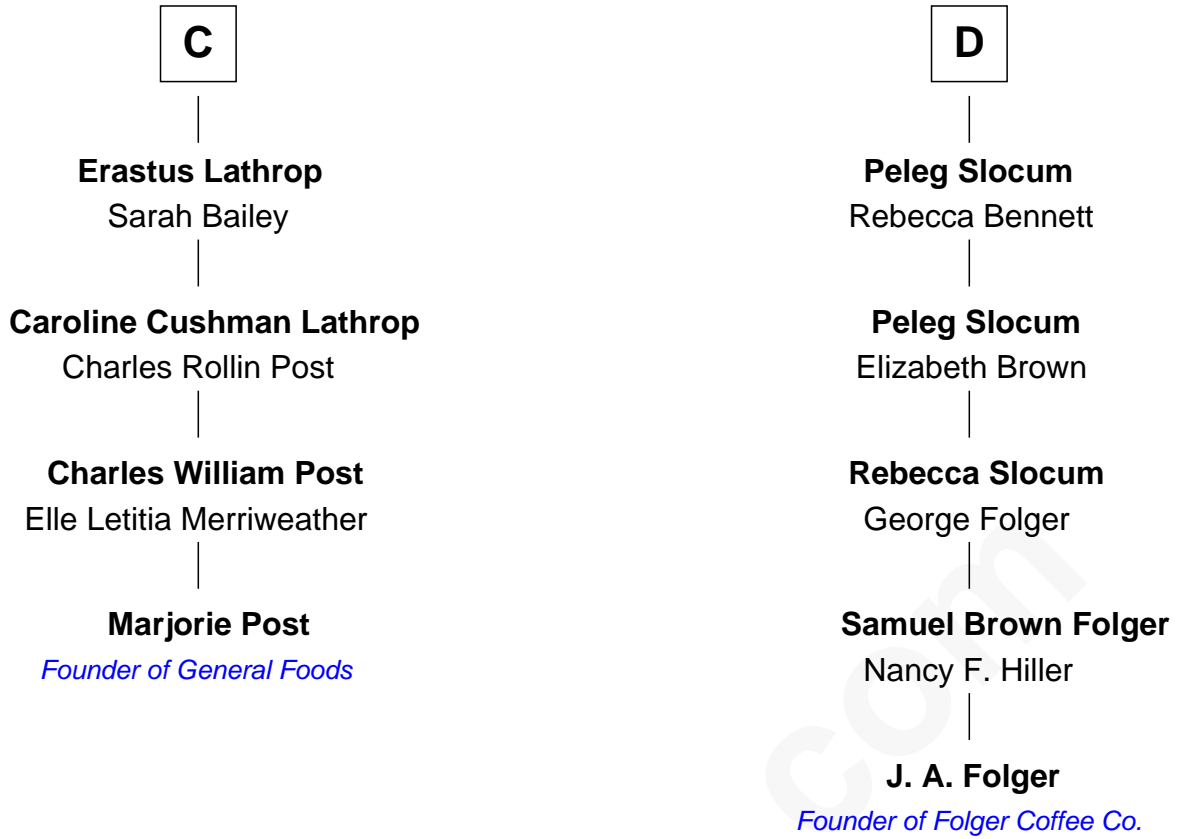 C
Erastus Lathrop
Sarah Bailey
Caroline Cushman Lathrop
Charles Rollin Post
Charles William Post
Elle Letitia Merriweather
Marjorie Post
Founder of General Foods
D
Peleg Slocum
Rebecca Bennett
Peleg Slocum
Elizabeth Brown
Rebecca Slocum
George Folger
Samuel Brown Folger
Nancy F. Hiller
J. A. Folger
Founder of Folger Coffee Co.
com